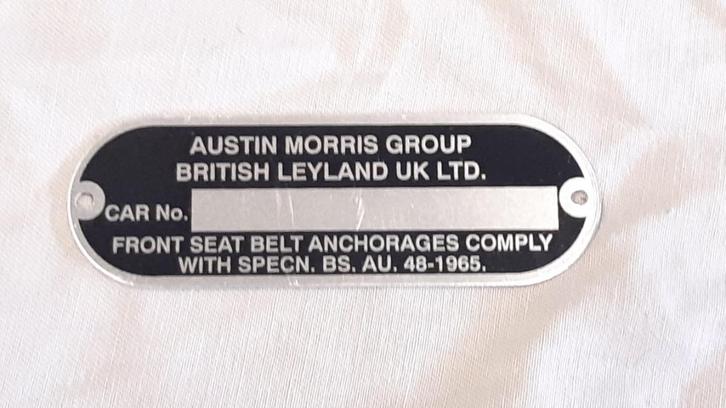 AUSTIN MORRIS GROUP
BRITISH LEYLAND UK LTD.
CAR No.
FRONT SEAT BELT ANCHORAGES COMPLY
WITH SPECN. BS. AU. 48-1965.